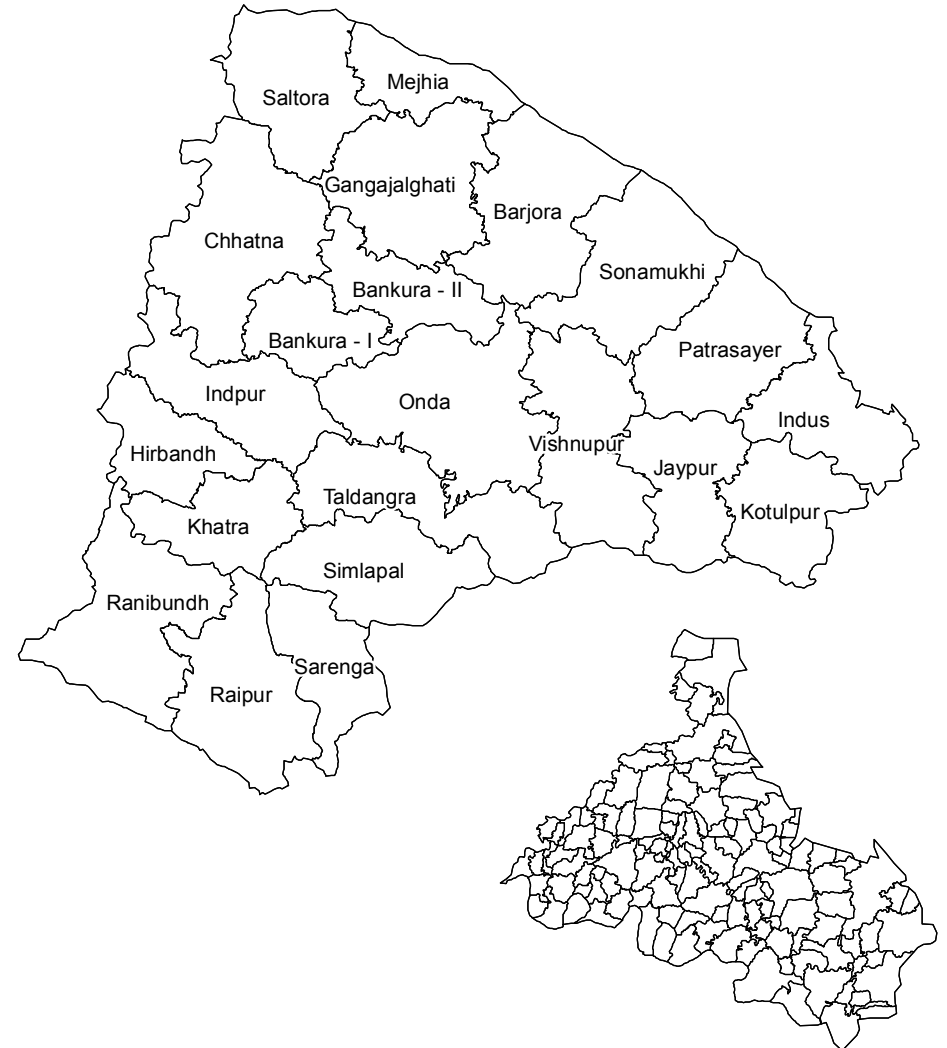 Mejhia
Saltora
Gangajalghati
Barjora
Chhatna
Sonamukhi
Bankura - II
Bankura - I
Patrasayer
Indpur
Onda
Indus
Vishnupur
Hirbandh
Jaypur
Taldangra
Kotulpur
Khatra
Simlapal
Ranibundh
Sarenga
Raipur